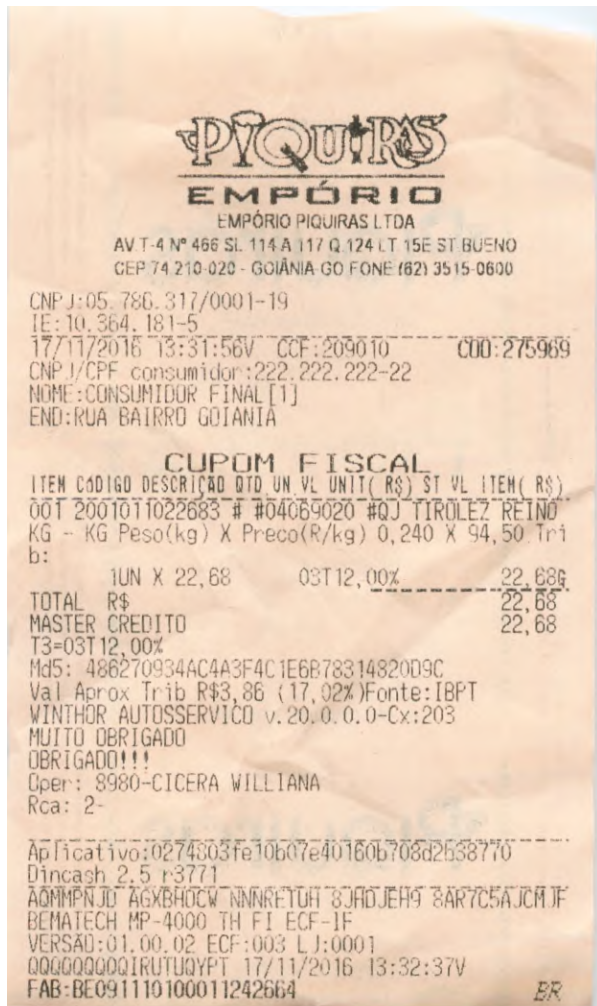 PIQUIRAS
EMPÓRIO
EMPÓRIO PIQUIRAS LTDA
AV.T-4 Nº 466 SL. 114 A 117 Q.124 LT 15E ST BUENO
CEP 74.210-020 - GOIÂNIA-GO FONE (62) 3515-0600
CNPJ:05.786.317/0001-19
IE:10.364.181-5
17/11/2016 13:31:56V CCF:209010 COO:275969
CNPJ/CPF consumidor:222.222.222-22
NOME:CONSUMIDOR FINAL[1]
END:RUA BAIRRO GOIANIA
CUPOM FISCAL
ITEM CÓDIGO DESCRIÇÃO QTD UN VL UNIT( R$) ST VL ITEM( R$)
001 2001011022683 # #04069020 #QJ TIROLEZ REINO
KG - KG Peso(kg) X Preco(R/kg) 0,240 X 94,50 Tri
b:
1UN X 22,68 03T12,00% 22,68G
TOTAL R$ 22,68
MASTER CREDITO 22,68
T3=03T12,00%
Md5: 486270934AC4A3F4C1E6B78314820D9C
Val Aprox Trib R$3,86 (17,02%)Fonte:IBPT
WINTHOR AUTOSSERVICO v.20.0.0.0-Cx:203
MUITO OBRIGADO
OBRIGADO!!!
Oper: 8980-CICERA WILLIANA
Rca: 2-
Aplicativo:0274803fe10b07e40160b708d2638770
Dincash 2.5 r3771
AQMMPNJD AGXBHOCW NNNRETUH 3JHDJEH9 8AR7C5AJCMJF
BEMATECH MP-4000 TH FI ECF-IF
VERSÃO:01.00.02 ECF:003 LJ:0001
QQQQQQQQQIRUTUQYPT 17/11/2016 13:32:37V
FAB:BE091110100011242664 BR